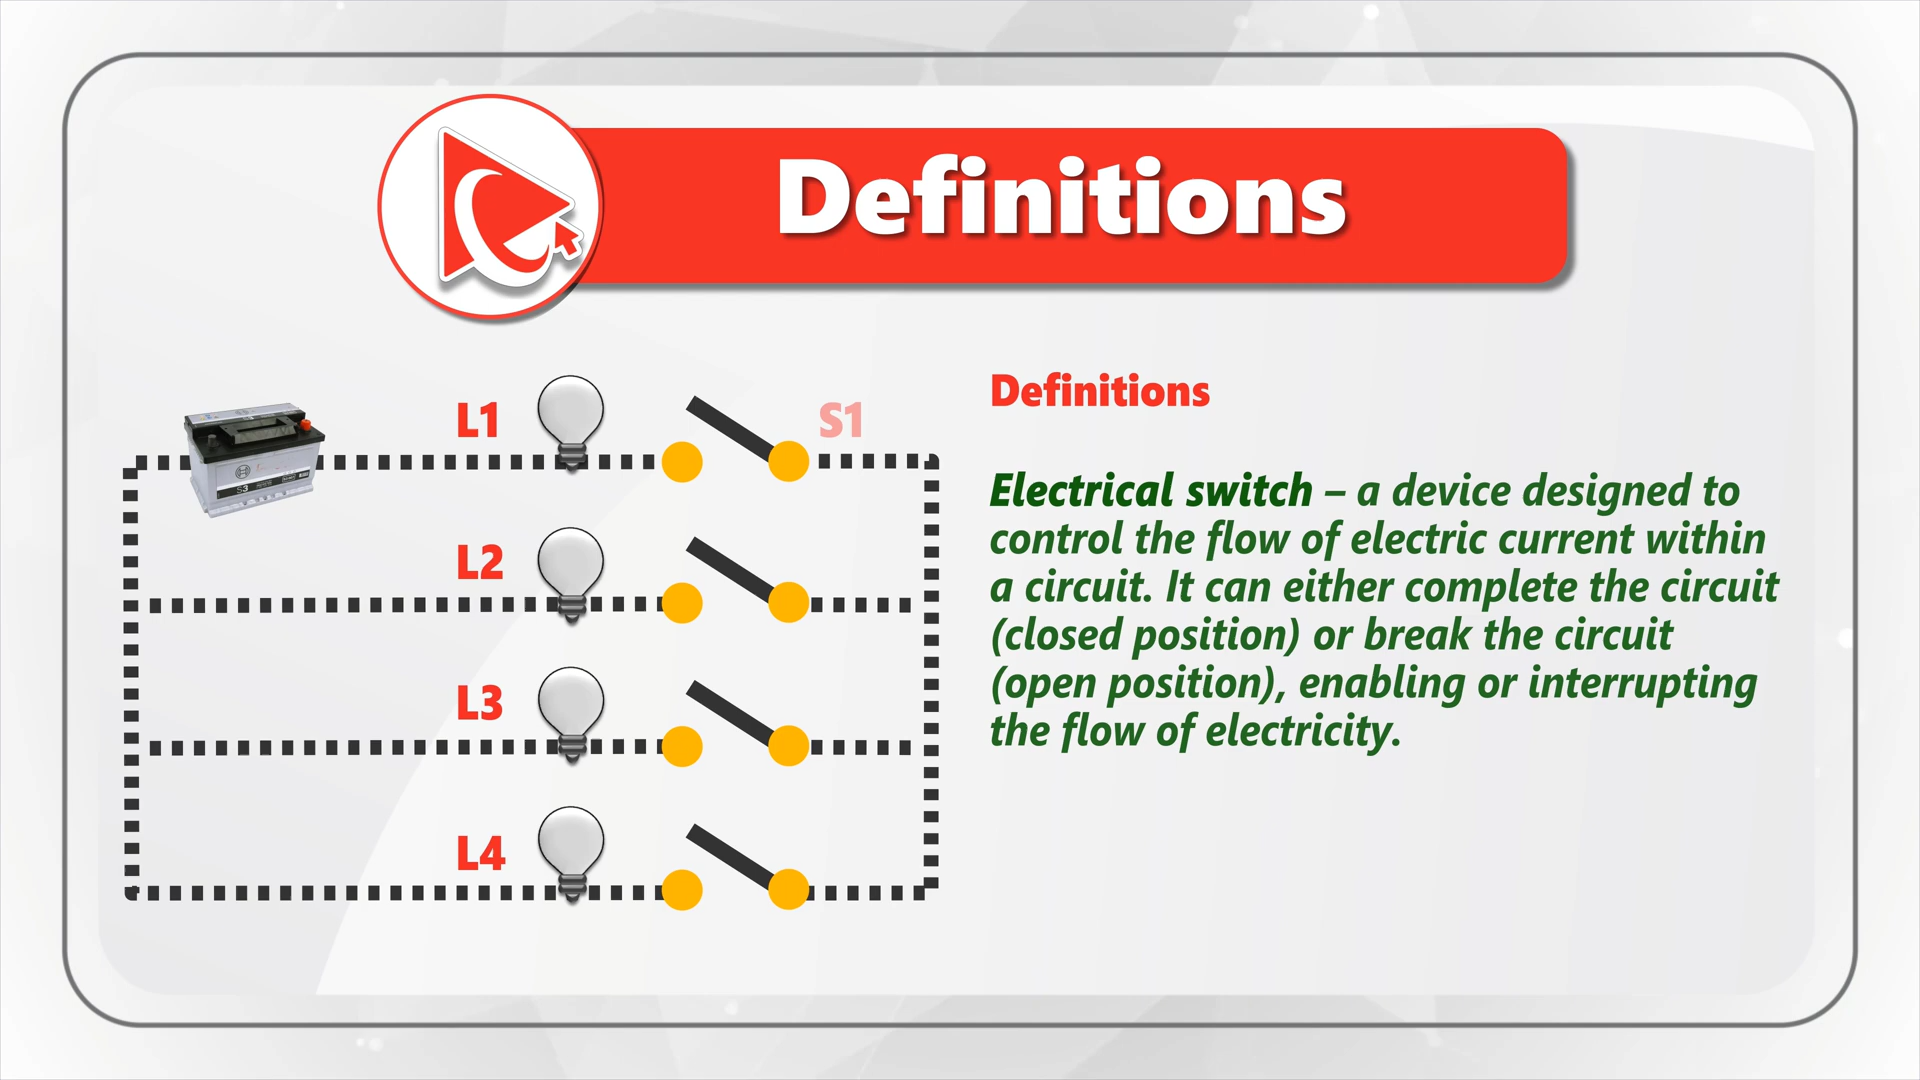 Definitions
L1
S1
L2
L3
L4
S3
Definitions
Electrical switch – a device designed to
control the flow of electric current within
a circuit. It can either complete the circuit
(closed position) or break the circuit
(open position), enabling or interrupting
the flow of electricity.